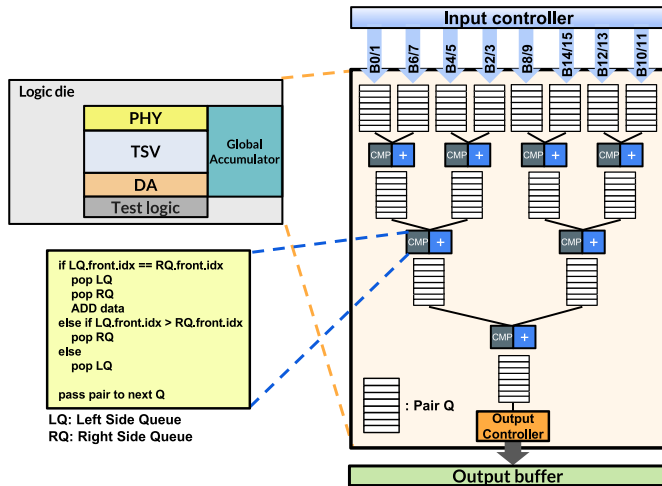 Input controller
B0/1
B6/7
B4/5
B2/3
B8/9
B14/15
B12/13
B10/11
Logic die
PHY
TSV
DA
Test logic
Global
Accumulator
CMP +
CMP +
CMP +
CMP +
CMP +
CMP +
CMP +
if LQ.front.idx == RQ.front.idx
pop LQ
pop RQ
ADD data
else if LQ.front.idx > RQ.front.idx
pop RQ
else
pop LQ
pass pair to next Q
LQ: Left Side Queue
RQ: Right Side Queue
: Pair Q
Output
Controller
Output buffer